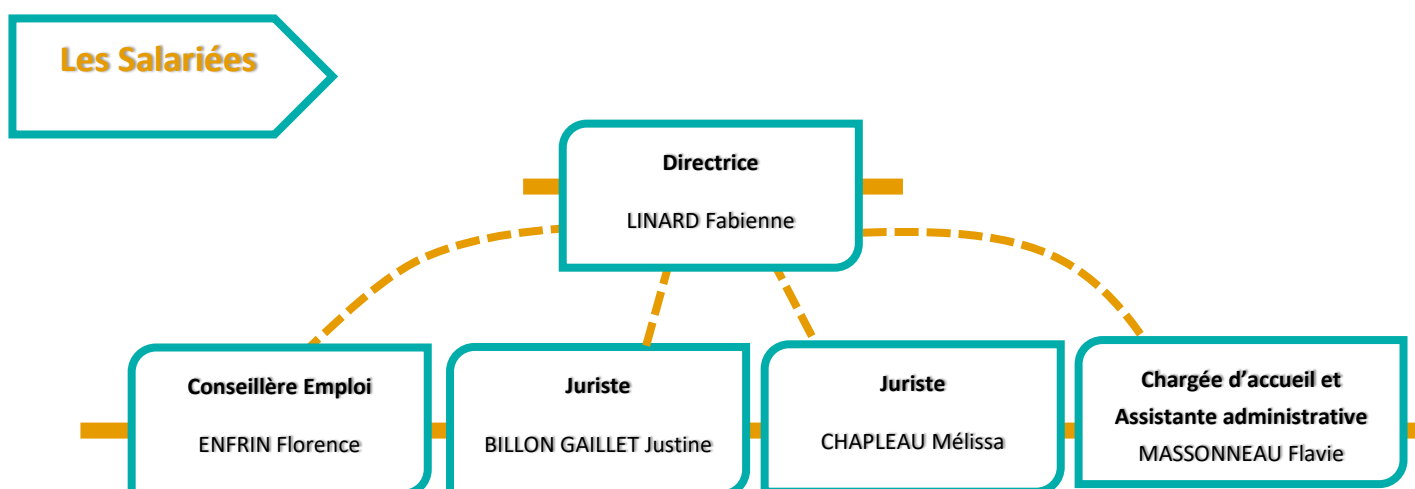 Les Salariées
Directrice
LINARD Fabienne
Conseillère Emploi
ENFRIN Florence
Juriste
BILLON GAILLET Justine
Juriste
CHAPLEAU Mélissa
Chargée d’accueil et
Assistante administrative
MASSONNEAU Flavie